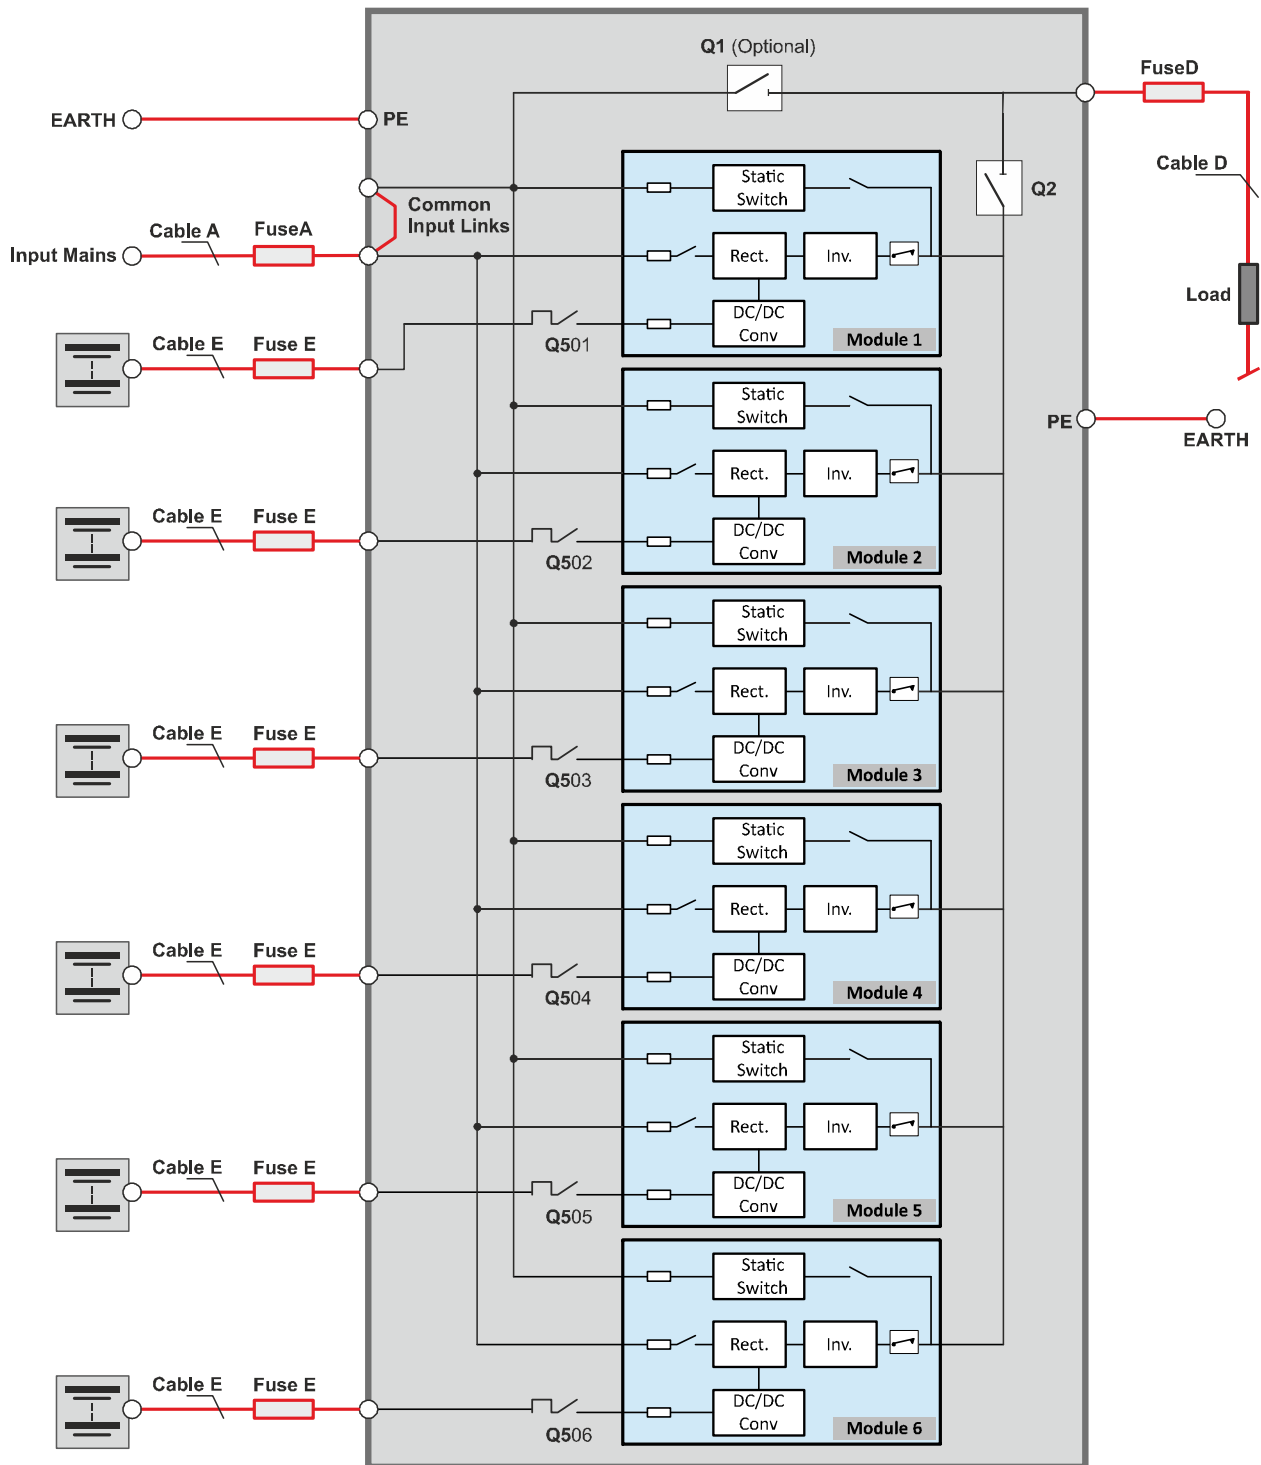 Q1 (Optional)
FuseD
EARTH
PE
Cable D
Common
Input Links
Q2
Cable A
FuseA
Input Mains
Load
Static
Switch
Rect.
Inv.
DC/DC
Conv
Module 1
Q501
Cable E
Fuse E
PE
EARTH
Static
Switch
Rect.
Inv.
DC/DC
Conv
Module 2
Q502
Cable E
Fuse E
Static
Switch
Rect.
Inv.
DC/DC
Conv
Module 3
Q503
Cable E
Fuse E
Static
Switch
Rect.
Inv.
DC/DC
Conv
Module 4
Q504
Cable E
Fuse E
Static
Switch
Rect.
Inv.
DC/DC
Conv
Module 5
Q505
Cable E
Fuse E
Static
Switch
Rect.
Inv.
DC/DC
Conv
Module 6
Q506
Cable E
Fuse E